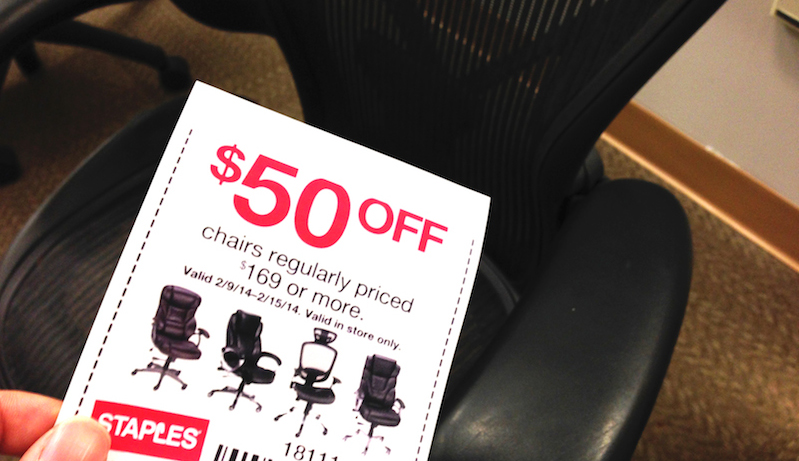 $50 OFF
chairs regularly priced
$169 or more.
Valid 2/9/14–2/15/14. Valid in store only.
STAPLES
18111